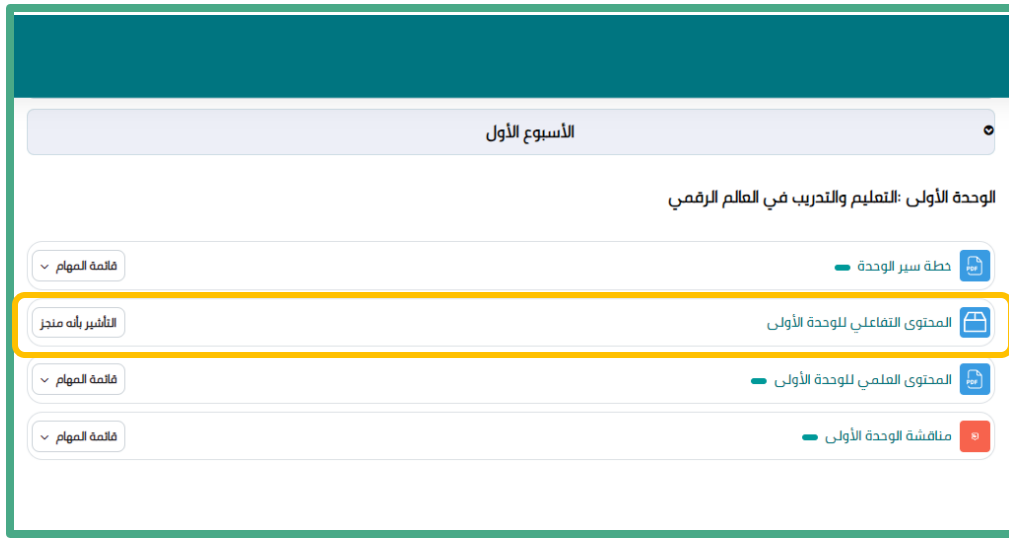 الأسبوع الأول
الوحدة الأولى :التعليم والتدريب في العالم الرقمي
خطة سير الوحدة
قائمة المهام
المحتوى التفاعلي للوحدة الأولى
التأشير بأنه منجز
المحتوى العلمي للوحدة الأولى
قائمة المهام
مناقشة الوحدة الأولى
قائمة المهام